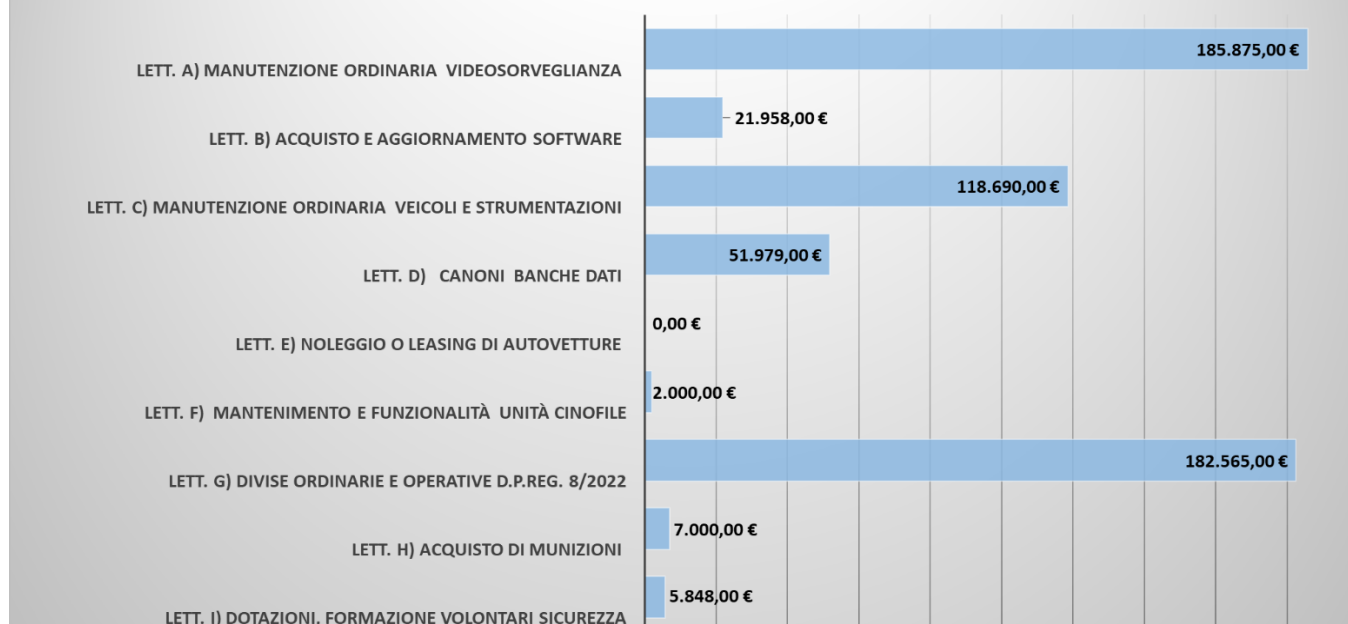 185.875,00 €
LETT. A) MANUTENZIONE ORDINARIA VIDEOSORVEGLIANZA
21.958,00 €
LETT. B) ACQUISTO E AGGIORNAMENTO SOFTWARE
118.690,00 €
LETT. C) MANUTENZIONE ORDINARIA VEICOLI E STRUMENTAZIONI
51.979,00 €
LETT. D) CANONI BANCHE DATI
0,00 €
LETT. E) NOLEGGIO O LEASING DI AUTOVETTURE
2.000,00 €
LETT. F) MANTENIMENTO E FUNZIONALITÀ UNITÀ CINOFILE
182.565,00 €
LETT. G) DIVISE ORDINARIE E OPERATIVE D.P.REG. 8/2022
7.000,00 €
LETT. H) ACQUISTO DI MUNIZIONI
5.848,00 €
LETT. I) DOTAZIONI, FORMAZIONE VOLONTARI SICUREZZA